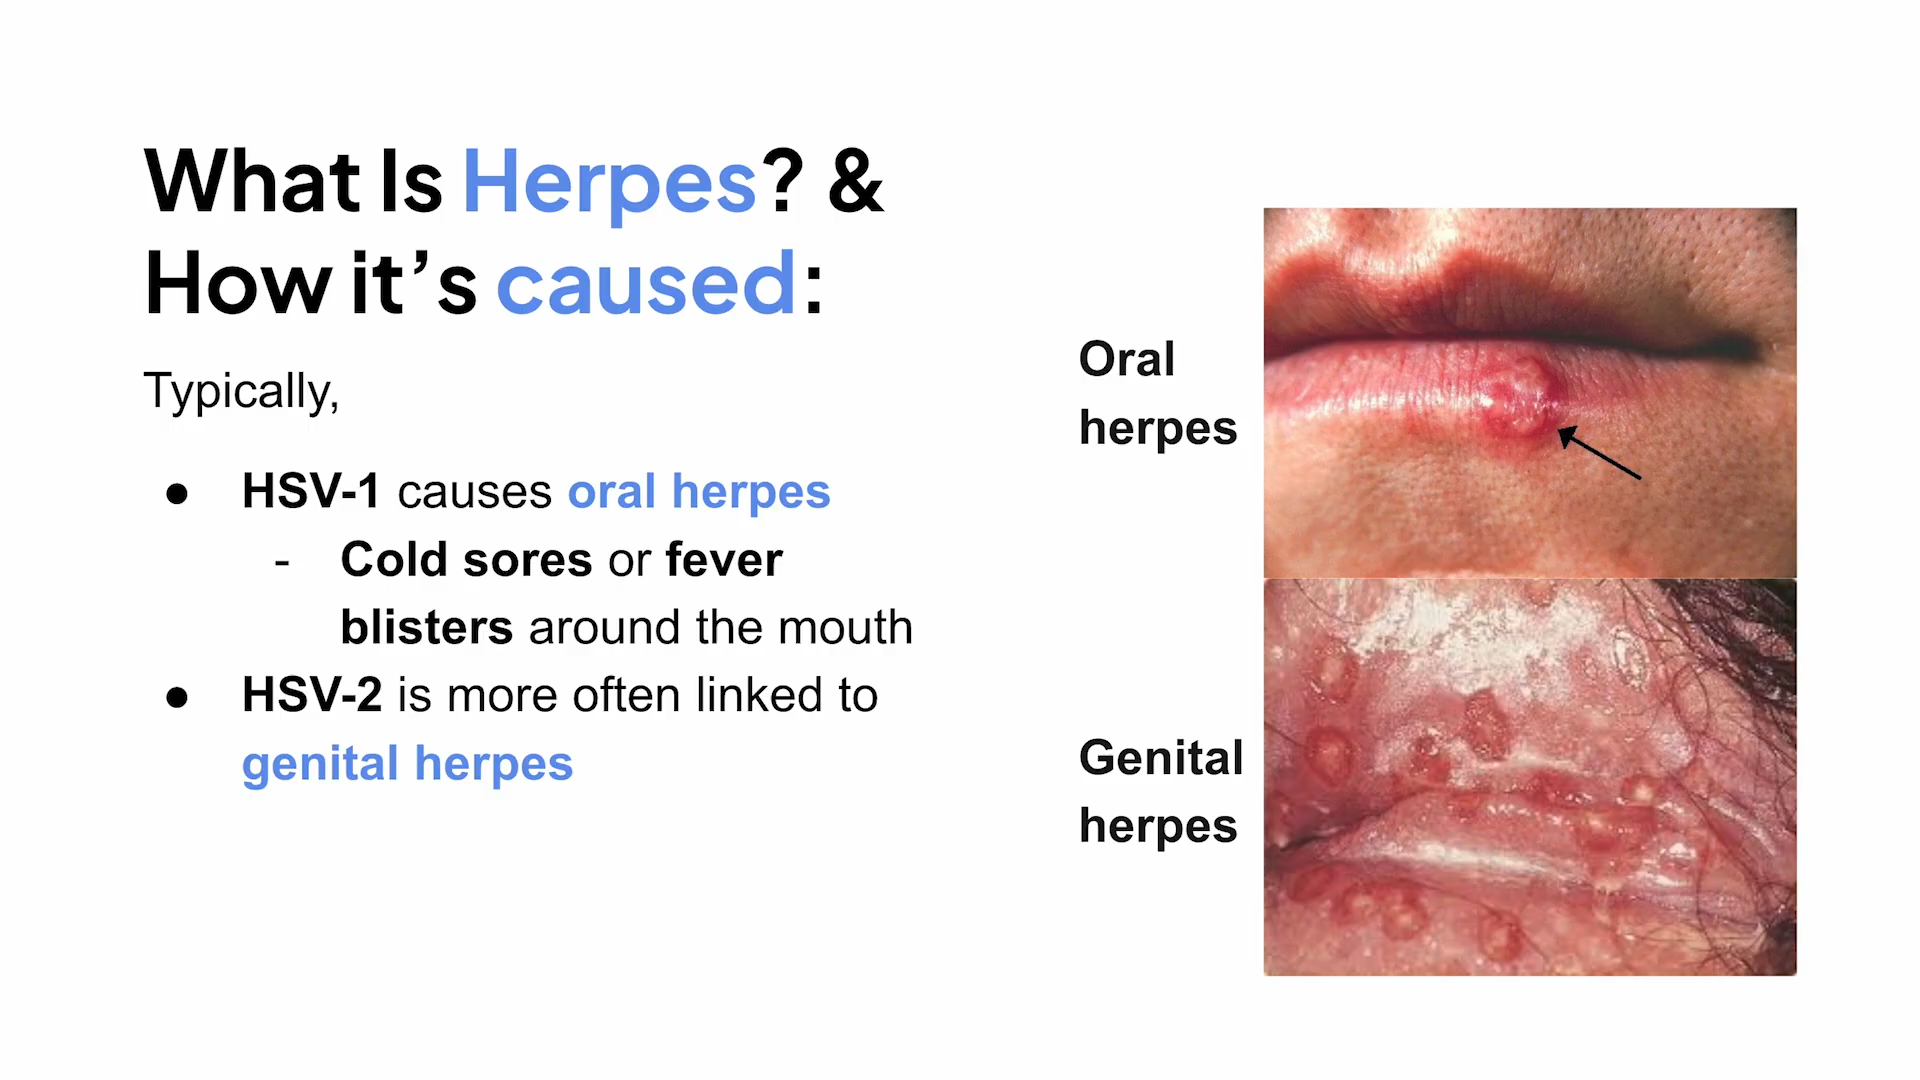 What Is Herpes? &
How it’s caused:
Typically,
● HSV-1 causes oral herpes
- Cold sores or fever
blisters around the mouth
● HSV-2 is more often linked to
genital herpes
Oral
herpes
Genital
herpes